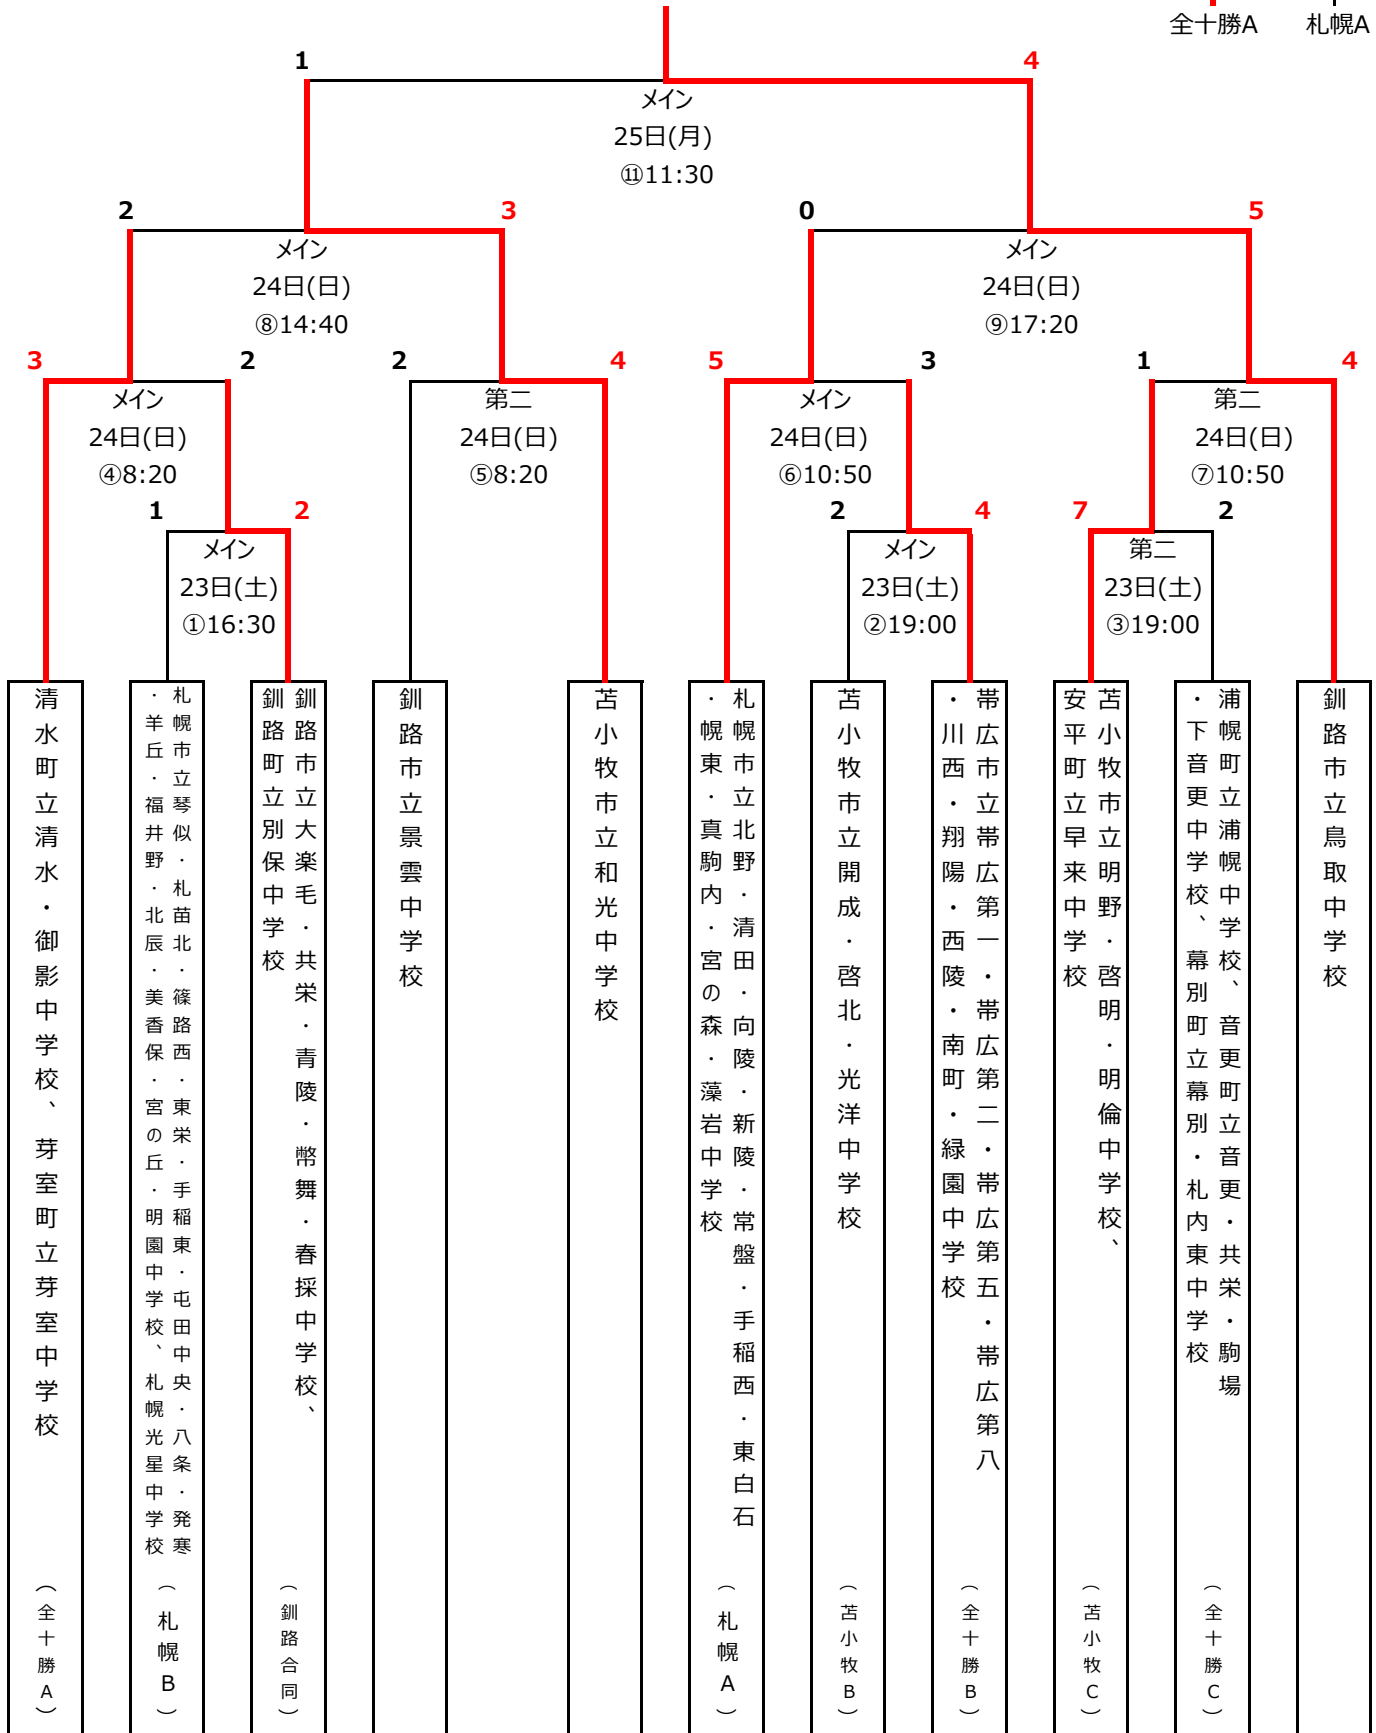 全十勝A 札幌A
1 4
メイン
25日(月)
⑪11:30
2 3 0 5
メイン メイン
24日(日) 24日(日)
⑧14:40 ⑨17:20
3 2 2 4 5 3 1 4
メイン 第二 メイン 第二
24日(日) 24日(日) 24日(日) 24日(日)
④8:20 ⑤8:20 ⑥10:50 ⑦10:50
1 2 2 4 7 2
メイン メイン 第二
23日(土) 23日(土) 23日(土)
①16:30 ②19:00 ③19:00
清水町立清水・御影中学校、芽室町立芽室中学校
(全十勝A)
札幌市立琴似・札苗北・篠路西・東栄・手稲東・屯田中央・八条・発寒
・羊丘・福井野・北辰・美香保・宮の丘・明園中学校、札幌光星中学校
(札幌B)
釧路市立大楽毛・共栄・青陵・幣舞・春採中学校、
釧路町立別保中学校
(釧路合同)
釧路市立景雲中学校
苫小牧市立和光中学校
札幌市立北野・清田・向陵・新陵・常盤・手稲西・東白石
・幌東・真駒内・宮の森・藻岩中学校
(札幌A)
苫小牧市立開成・啓北・光洋中学校
(苫小牧B)
帯広市立帯広第一・帯広第二・帯広第五・帯広第八
・川西・翔陽・西陵・南町・緑園中学校
(全十勝B)
苫小牧市立明野・啓明・明倫中学校、
安平町立早来中学校
(苫小牧C)
浦幌町立浦幌中学校、音更町立音更・共栄・駒場
・下音更中学校、幕別町立幕別・札内東中学校
(全十勝C)
釧路市立鳥取中学校